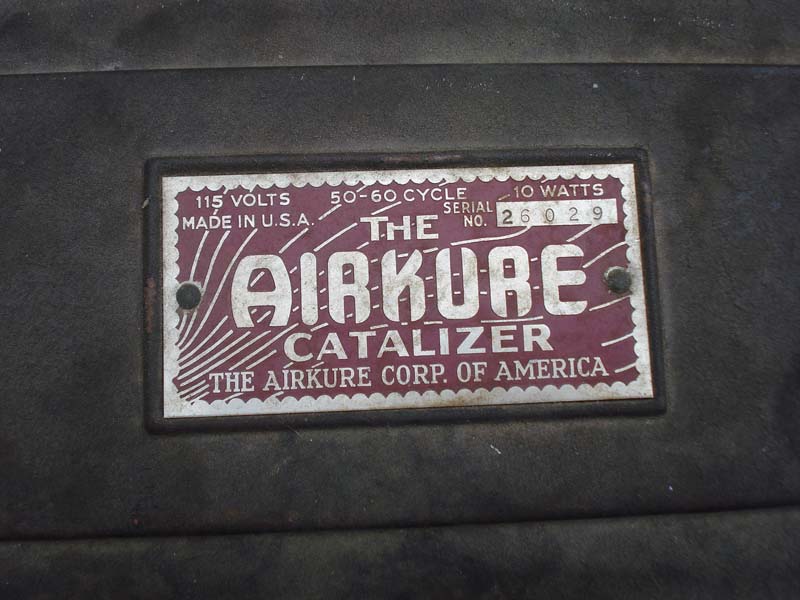 115 VOLTS 50-60 CYCLE 10 WATTS
MADE IN U.S.A. SERIAL NO. 26029
THE
AIRKURE
CATALIZER
THE AIRKURE CORP. OF AMERICA